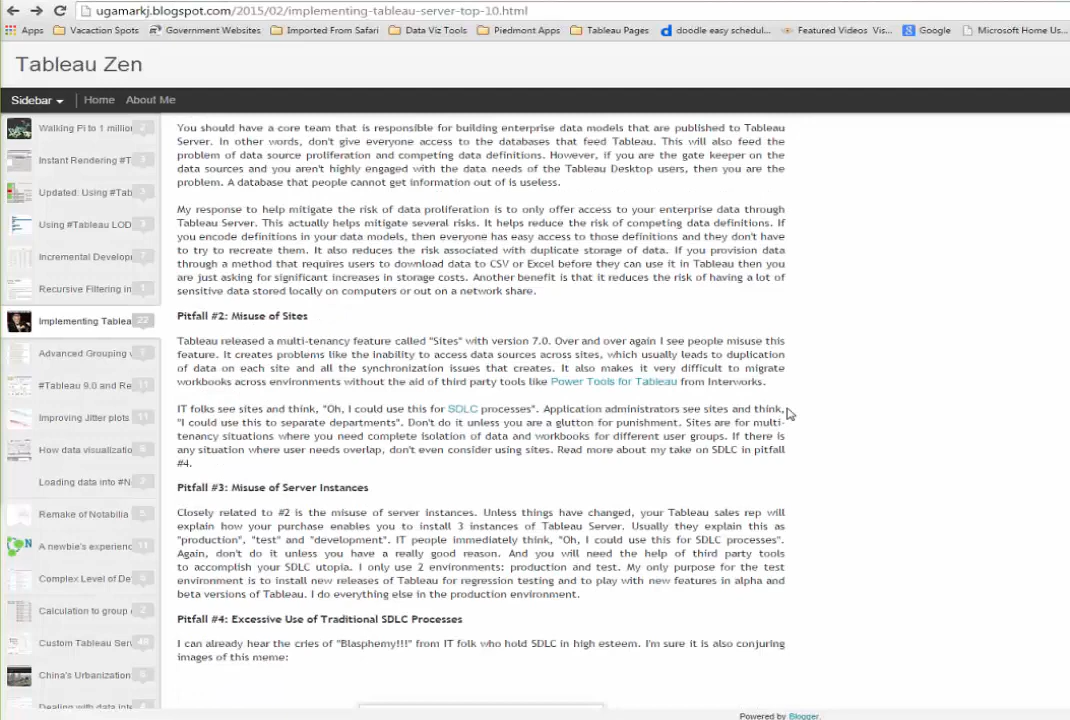 ugamarkj.blogspot.com/2015/02/implementing-tableau-server-top-10.html
Apps Vacaction Spots Government Websites Imported From Safari Data Viz Tools Piedmont Apps Tableau Pages doodle easy schedul... Featured Videos Vis... Google Microsoft Home Us...
Tableau Zen
Sidebar Home About Me
Walking Pi to 1 million 2
Instant Rendering #T
Updated: Using #Tab
Using #Tableau LOD
Incremental Develop
Recursive Filtering in 1
Implementing Tablea 22
Advanced Grouping
#Tableau 9.0 and Re 11
Improving Jitter plots 11
How data visualizatio
Loading data into #N
Remake of Notabilia
A newbie's experienc 11
Complex Level of De
Calculation to group 2
Custom Tableau Serv
China's Urbanization
Dealing with data inte
You should have a core team that is responsible for building enterprise data models that are published to Tableau
Server. In other words, don't give everyone access to the databases that feed Tableau. This will also feed the
problem of data source proliferation and competing data definitions. However, if you are the gate keeper on the
data sources and you aren't highly engaged with the data needs of the Tableau Desktop users, then you are the
problem. A database that people cannot get information out of is useless.
My response to help mitigate the risk of data proliferation is to only offer access to your enterprise data through
Tableau Server. This actually helps mitigate several risks. It helps reduce the risk of competing data definitions. If
you encode definitions in your data models, then everyone has easy access to those definitions and they don't have
to try to recreate them. It also reduces the risk associated with duplicate storage of data. If you provision data
through a method that requires users to download data to CSV or Excel before they can use it in Tableau then you
are just asking for significant increases in storage costs. Another benefit is that it reduces the risk of having a lot of
sensitive data stored locally on computers or out on a network share.
Pitfall #2: Misuse of Sites
Tableau released a multi-tenancy feature called "Sites" with version 7.0. Over and over again I see people misuse this
feature. It creates problems like the inability to access data sources across sites, which usually leads to duplication
of data on each site and all the synchronization issues that creates. It also makes it very difficult to migrate
workbooks across environments without the aid of third party tools like Power Tools for Tableau from Interworks.
IT folks see sites and think, "Oh, I could use this for SDLC processes". Application administrators see sites and think,
"I could use this to separate departments". Don't do it unless you are a glutton for punishment. Sites are for multi-
tenancy situations where you need complete isolation of data and workbooks for different user groups. If there is
any situation where user needs overlap, don't even consider using sites. Read more about my take on SDLC in pitfall
#4.
Pitfall #3: Misuse of Server Instances
Closely related to #2 is the misuse of server instances. Unless things have changed, your Tableau sales rep will
explain how your purchase enables you to install 3 instances of Tableau Server. Usually they explain this as
"production", "test" and "development". IT people immediately think, "Oh, I could use this for SDLC processes".
Again, don't do it unless you have a really good reason. And you will need the help of third party tools
to accomplish your SDLC utopia. I only use 2 environments: production and test. My only purpose for the test
environment is to install new releases of Tableau for regression testing and to play with new features in alpha and
beta versions of Tableau. I do everything else in the production environment.
Pitfall #4: Excessive Use of Traditional SDLC Processes
I can already hear the cries of "Blasphemy!!!" from IT folk who hold SDLC in high esteem. I'm sure it is also conjuring
images of this meme:
Powered by Blogger.